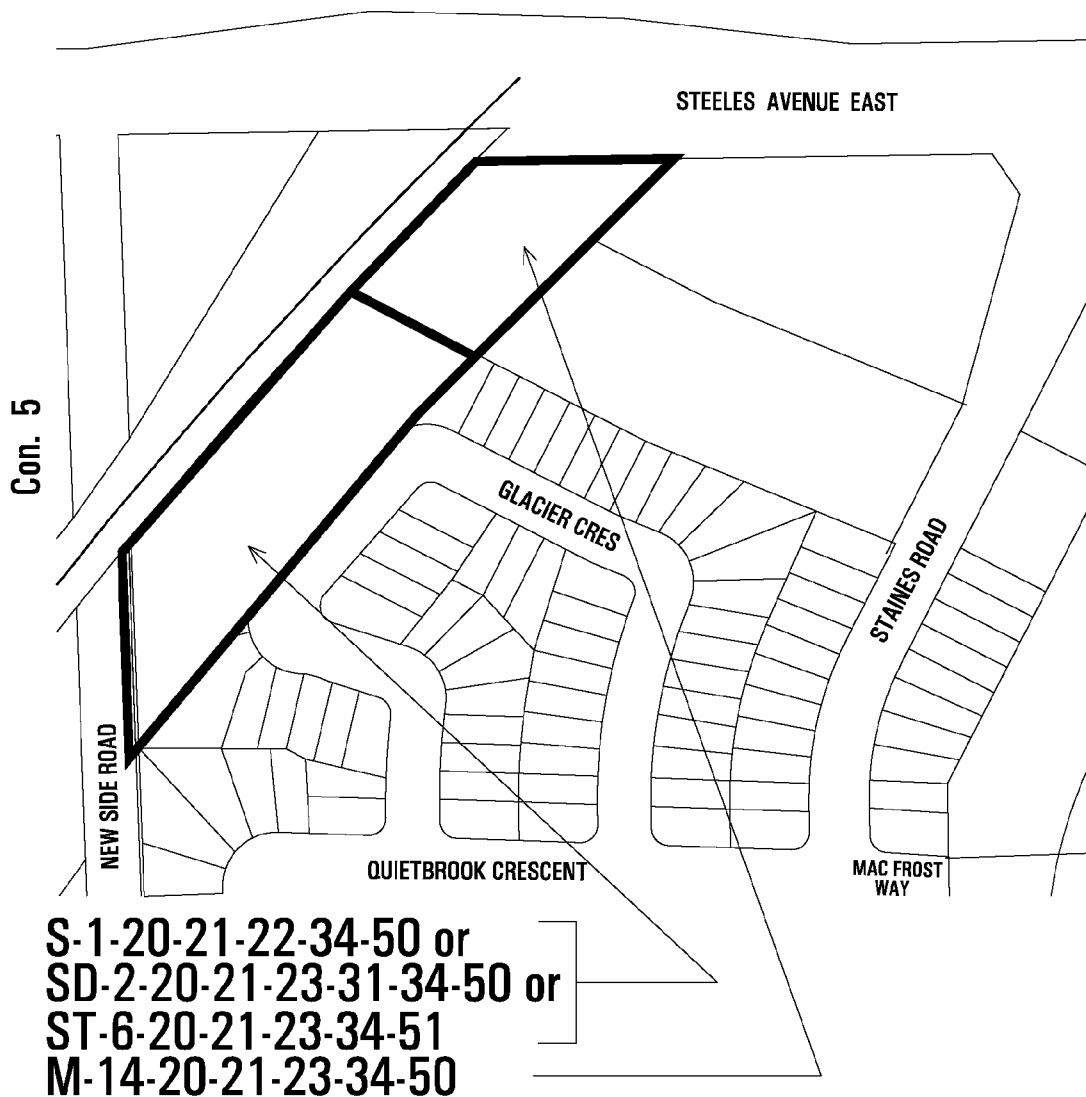 STEELES AVENUE EAST
Con. 5
GLACIER CRES
STAINES ROAD
NEW SIDE ROAD
QUIETBROOK CRESCENT
MAC FROST
WAY
S-1-20-21-22-34-50 or
SD-2-20-21-23-31-34-50 or
ST-6-20-21-23-34-51
M-14-20-21-23-34-50